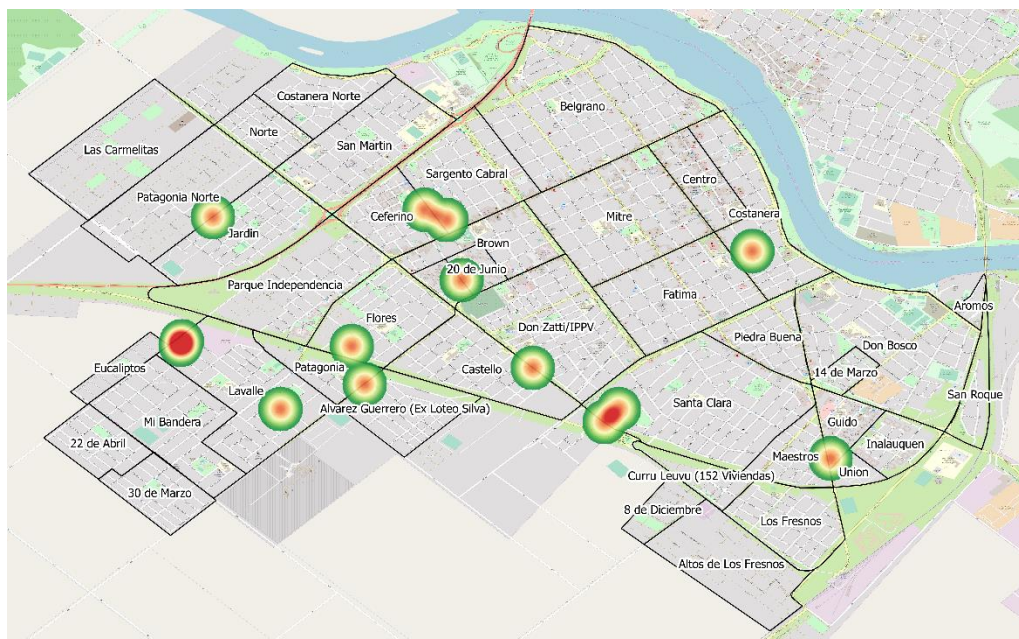 Costanera Norte
Belgrano
Norte
Las Carmelitas
San Martin
Sargento Cabral
Centro
Patagonia Norte
Ceferino
Mitre
Costanera
Jardin
Brown
20 de Junio
Parque Independencia
Fatima
Aromos
Flores
Don Zatti/IPPV
Piedra Buena
Don Bosco
Eucaliptos
Patagonia
Castello
14 de Marzo
Lavalle
San Roque
Alvarez Guerrero (Ex Loteo Silva)
Santa Clara
Mi Bandera
Guido
22 de Abril
Inalauquen
Maestros
Union
Curru Leuvu (152 Viviendas)
30 de Marzo
8 de Diciembre
Los Fresnos
Altos de Los Fresnos